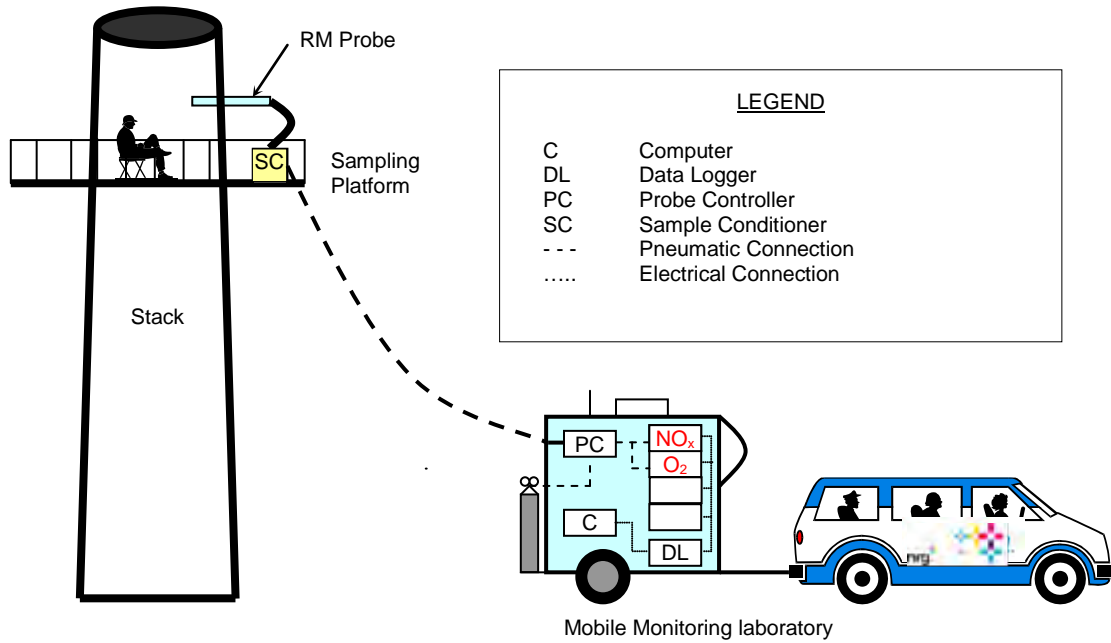 RM Probe
SC
Sampling
Platform
Stack
LEGEND
C Computer
DL Data Logger
PC Probe Controller
SC Sample Conditioner
- - - Pneumatic Connection
….. Electrical Connection
PC
NOx
O2
C
DL
nrg
Mobile Monitoring laboratory